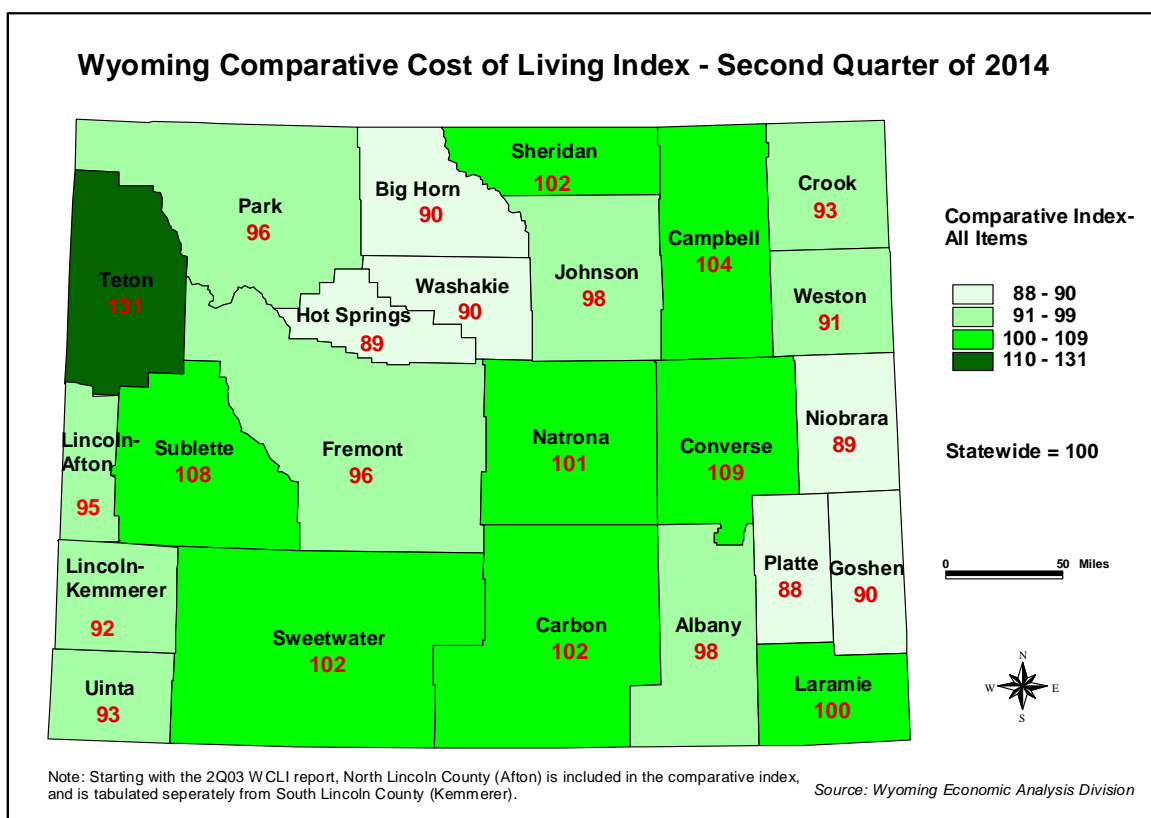 Wyoming Comparative Cost of Living Index - Second Quarter of 2014
Sheridan
102
Big Horn
90
Crook
93
Park
96
Campbell
104
Johnson
98
Teton
131
Washakie
90
Weston
91
Hot Springs
89
Niobrara
89
Lincoln-
Afton
95
Sublette
108
Fremont
96
Natrona
101
Converse
109
Platte
88
Goshen
90
Lincoln-
Kemmerer
92
Sweetwater
102
Carbon
102
Albany
98
Uinta
93
Laramie
100
Comparative Index-
All Items
88 - 90
91 - 99
100 - 109
110 - 131
Statewide = 100
0 50 Miles
N
W E
S
Note: Starting with the 2Q03 WCLI report, North Lincoln County (Afton) is included in the comparative index,
and is tabulated seperately from South Lincoln County (Kemmerer).
Source: Wyoming Economic Analysis Division